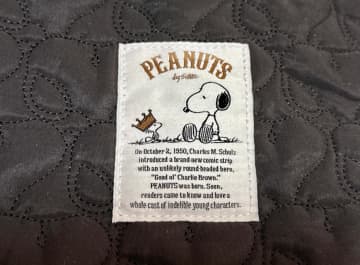 PEANUTS
by Schulz
On October 2, 1950, Charles M. Schulz
introduced a brand new comic strip
with an unlikely round-headed hero,
"Good ol' Charlie Brown."
PEANUTS was born. Soon,
readers came to know and love a
whole cast of indelible young characters.